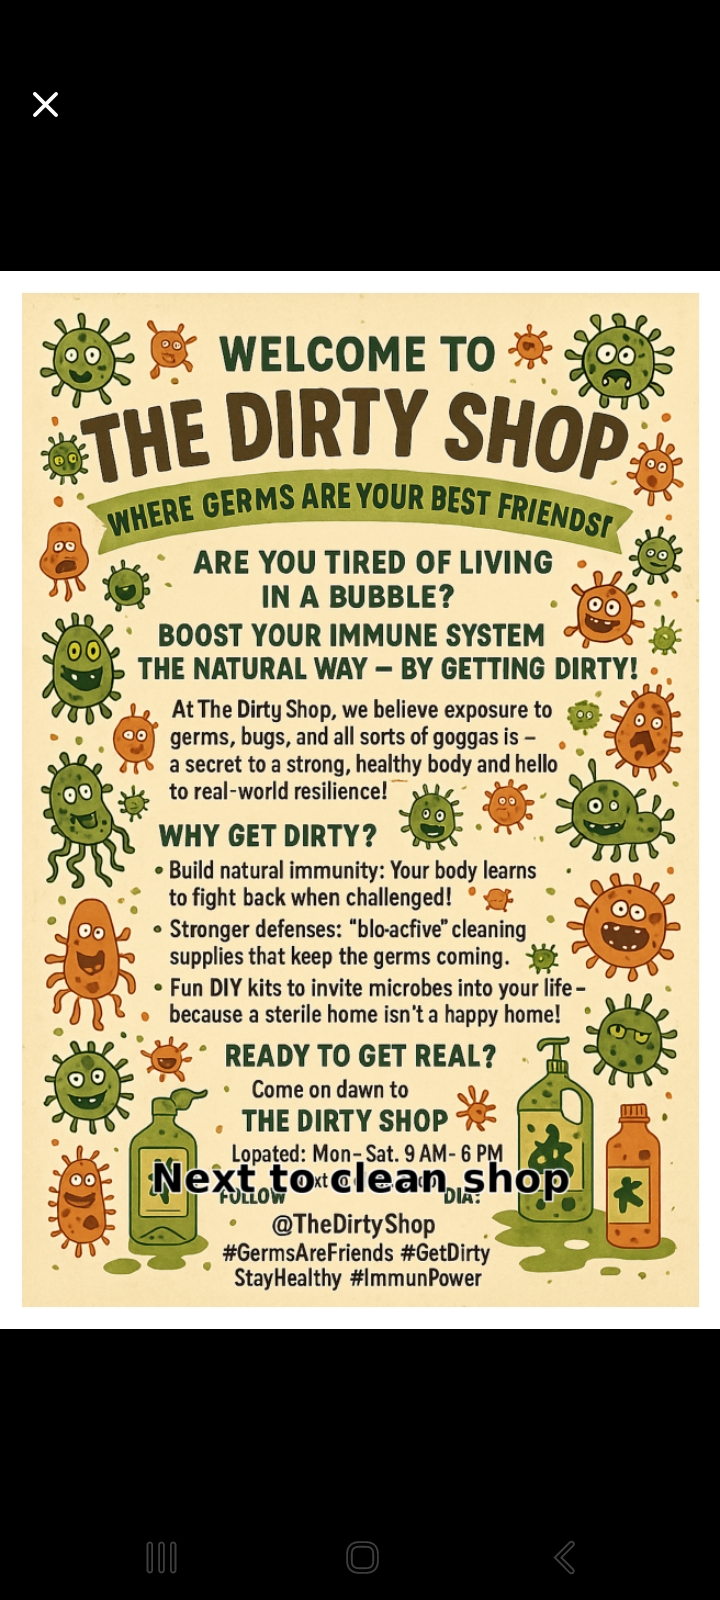 WELCOME TO
THE DIRTY SHOP
WHERE GERMS ARE YOUR BEST FRIENDS!
ARE YOU TIRED OF LIVING
IN A BUBBLE?
BOOST YOUR IMMUNE SYSTEM
THE NATURAL WAY – BY GETTING DIRTY!
At The Dirty Shop, we believe exposure to
germs, bugs, and all sorts of goggas is –
a secret to a strong, healthy body and hello
to real-world resilience!
WHY GET DIRTY?
• Build natural immunity: Your body learns
to fight back when challenged!
• Stronger defenses: "blo-acfive" cleaning
supplies that keep the germs coming.
• Fun DIY kits to invite microbes into your life –
because a sterile home isn't a happy home!
READY TO GET REAL?
Come on dawn to
THE DIRTY SHOP
Lopated: Mon– Sat. 9 AM- 6 PM
Next to clean shop
FOLLOW
@TheDirtyShop
#GermsAreFriends #GetDirty
StayHealthy #ImmunPower